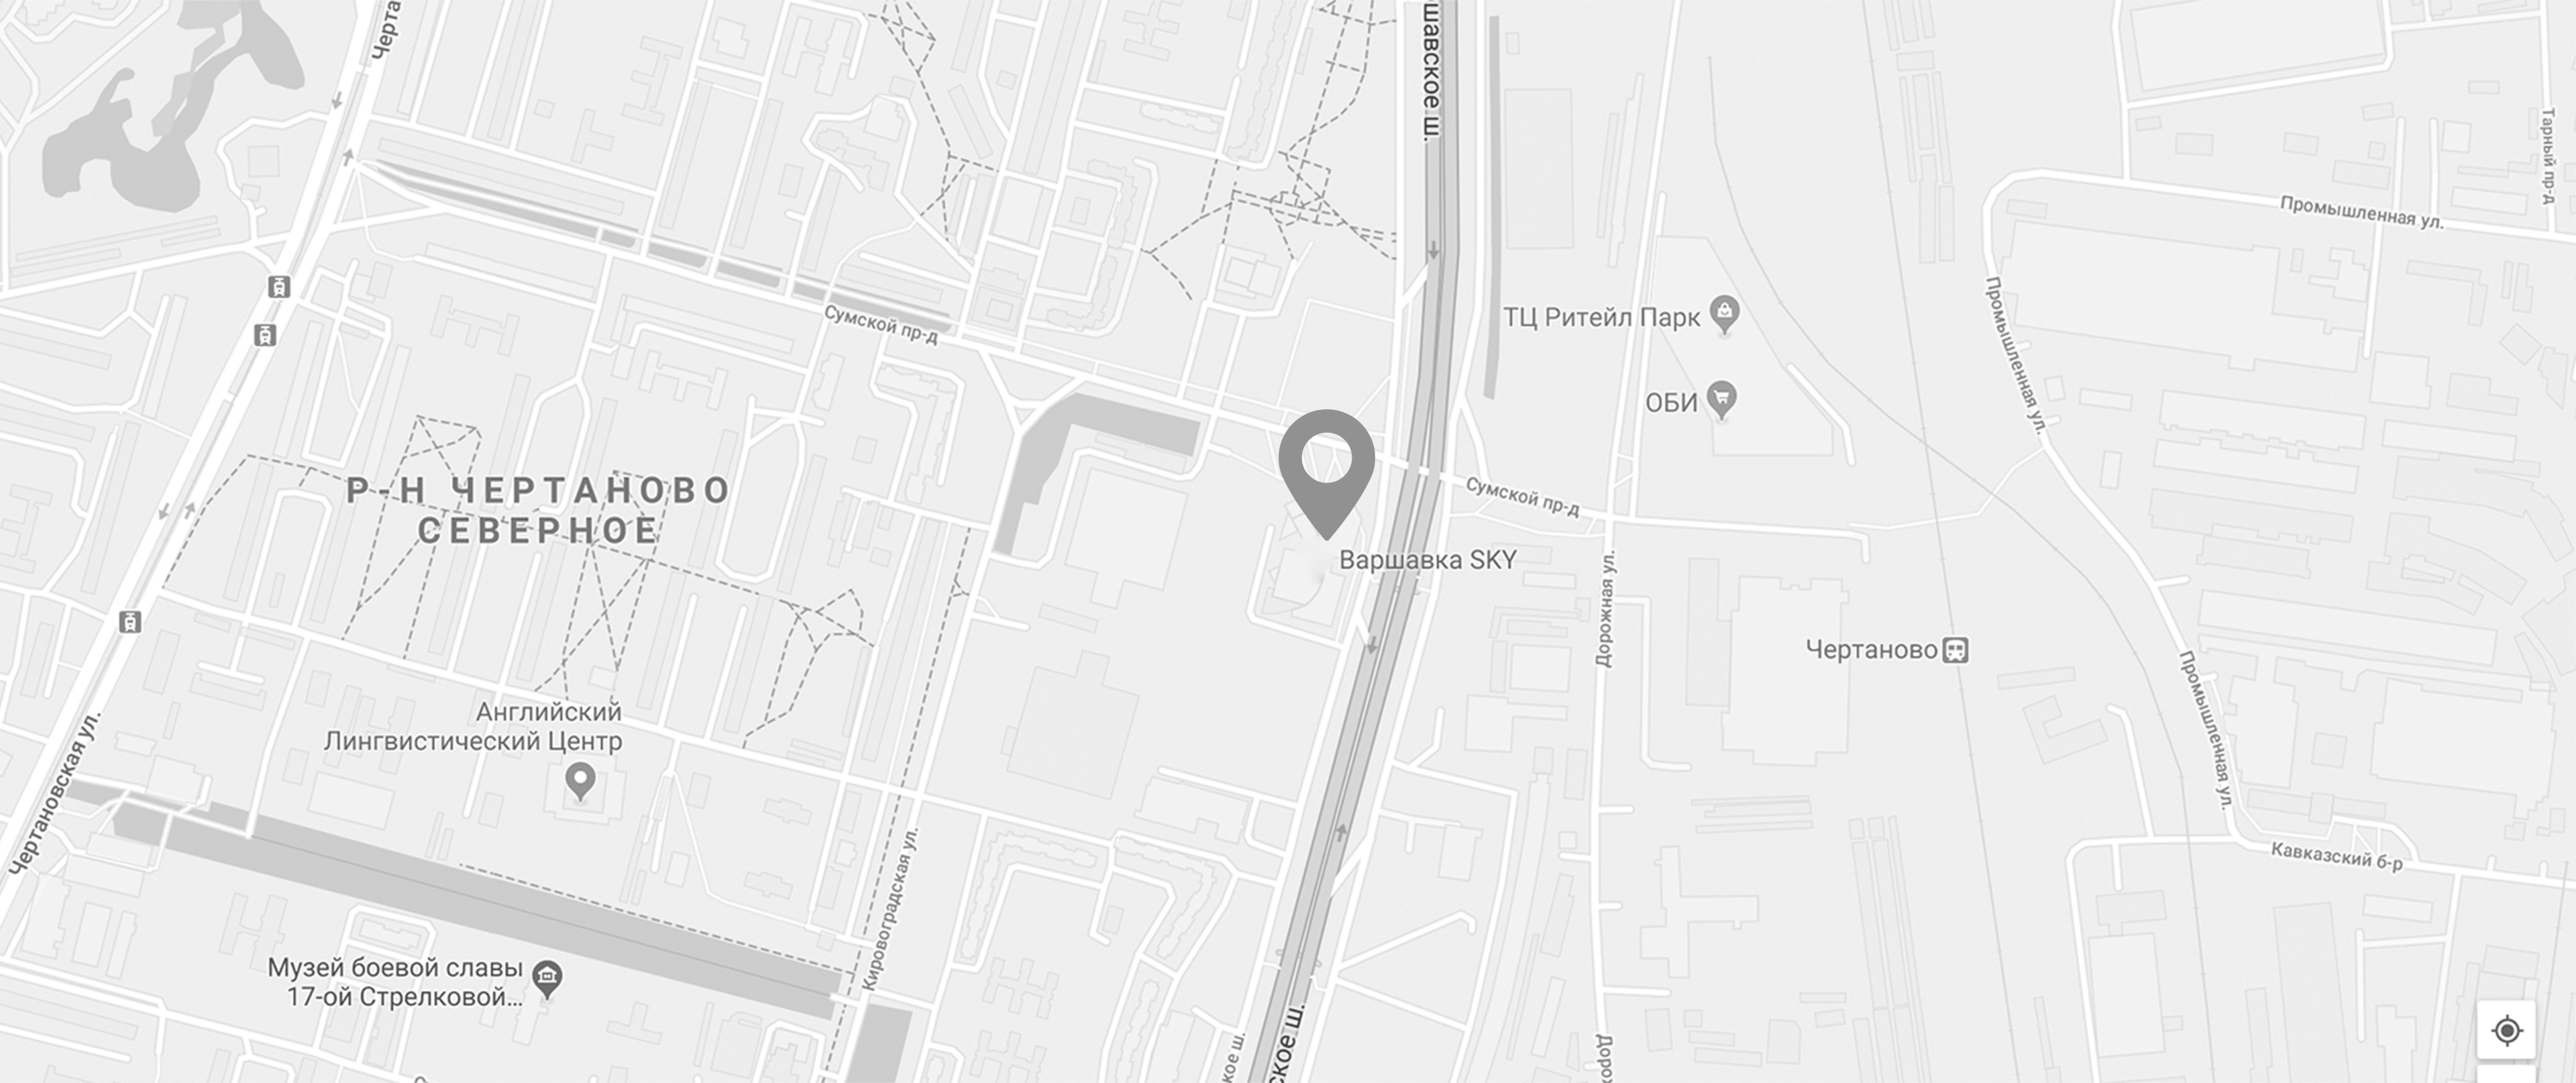 Черта
шавское ш.
Тарный пр-д
Промышленная ул.
Сумской пр-д
ТЦ Ритейл Парк
Промышленная ул.
ОБИ
Р-Н ЧЕРТАНОВО
СЕВЕРНОЕ
Сумской пр-д
Варшавка SKY
Дорожная ул.
Чертаново
Промышленная ул.
Английский
Лингвистический Центр
Чертановская ул.
Кировоградская ул.
Кавказский б-р
Музей боевой славы
17-ой Стрелковой...
кое ш.
ское ш.
Дорож